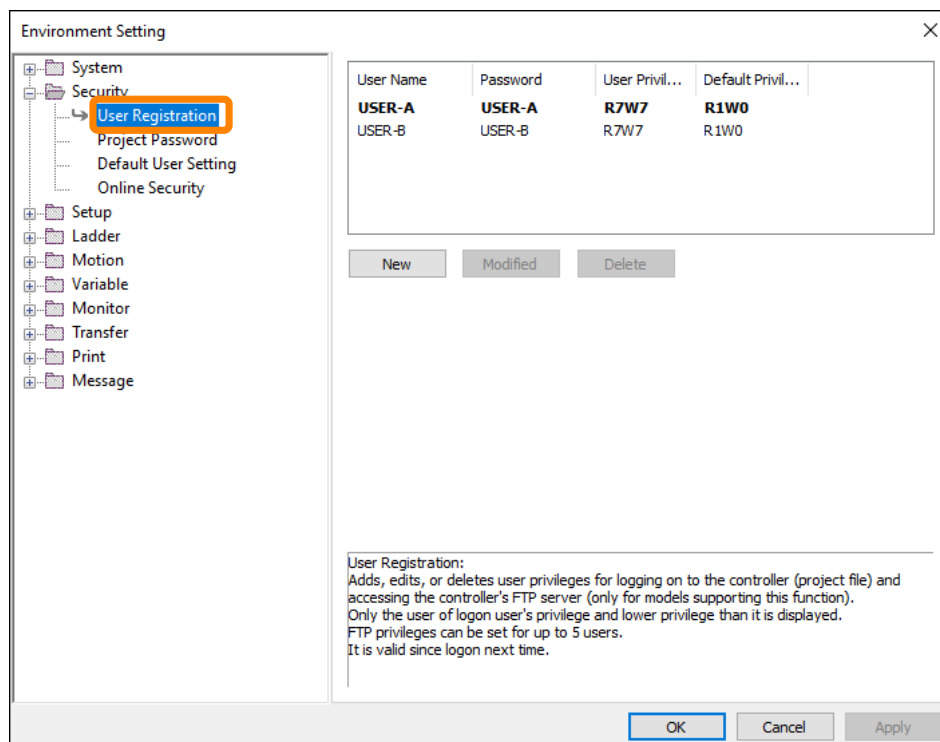 Environment Setting
System
Security
User Registration
Project Password
Default User Setting
Online Security
Setup
Ladder
Motion
Variable
Monitor
Transfer
Print
Message
User Name Password User Privil... Default Privil...
USER-A USER-A R7W7 R1W0
USER-B USER-B R7W7 R1W0
New Modified Delete
User Registration:
Adds, edits, or deletes user privileges for logging on to the controller (project file) and
accessing the controller's FTP server (only for models supporting this function).
Only the user of logon user's privilege and lower privilege than it is displayed.
FTP privileges can be set for up to 5 users.
It is valid since logon next time.
OK Cancel Apply